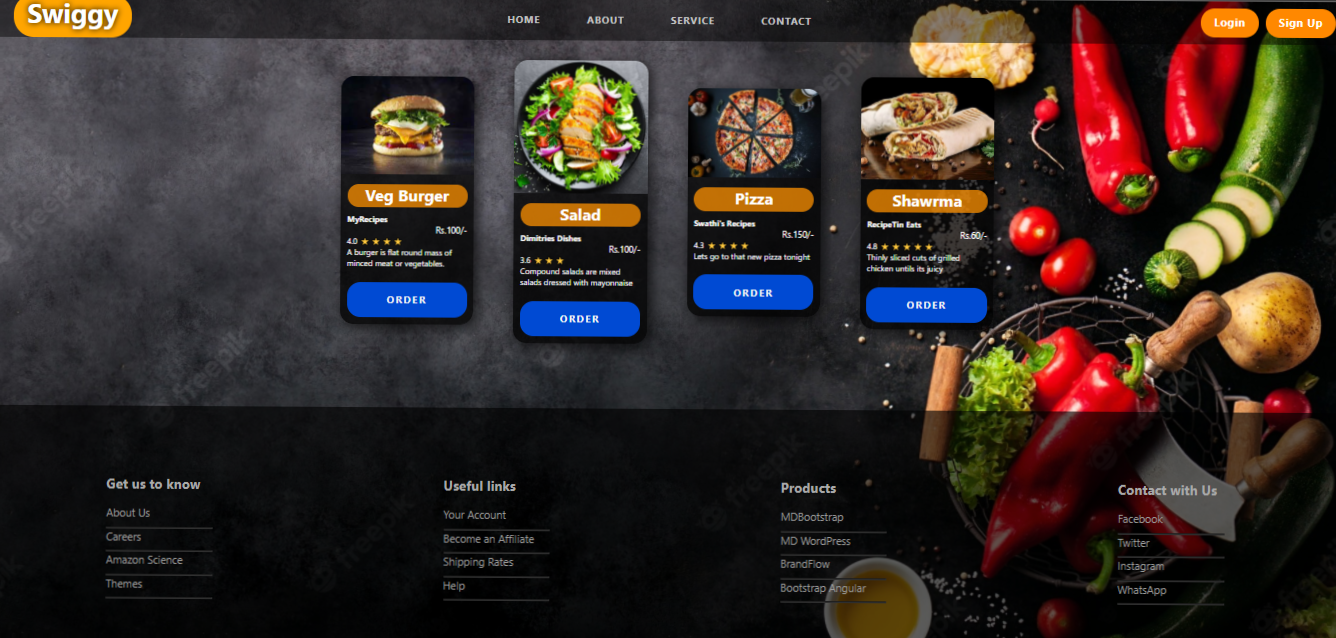 Swiggy
HOME
ABOUT
SERVICE
CONTACT
Login
Sign Up
Veg Burger
MyRecipes
Rs.100/-
4.0 ★ ★ ★ ★
A burger is flat round mass of
minced meat or vegetables.
ORDER
Salad
Dimitries Dishes
Rs.100/-
3.6 ★ ★ ★
Compound salads are mixed
salads dressed with mayonnaise
ORDER
Pizza
Swathi's Recipes
Rs.150/-
4.3 ★ ★ ★ ★
Lets go to that new pizza tonight
ORDER
Shawrma
RecipeTin Eats
Rs.60/-
4.8 ★ ★ ★ ★ ★
Thinly sliced cuts of grilled
chicken untils its juicy
ORDER
Get us to know
About Us
Careers
Amazon Science
Themes
Useful links
Your Account
Become an Affiliate
Shipping Rates
Help
Products
MDBootstrap
MD WordPress
BrandFlow
Bootstrap Angular
Contact with Us
Facebook
Twitter
Instagram
WhatsApp
freepik